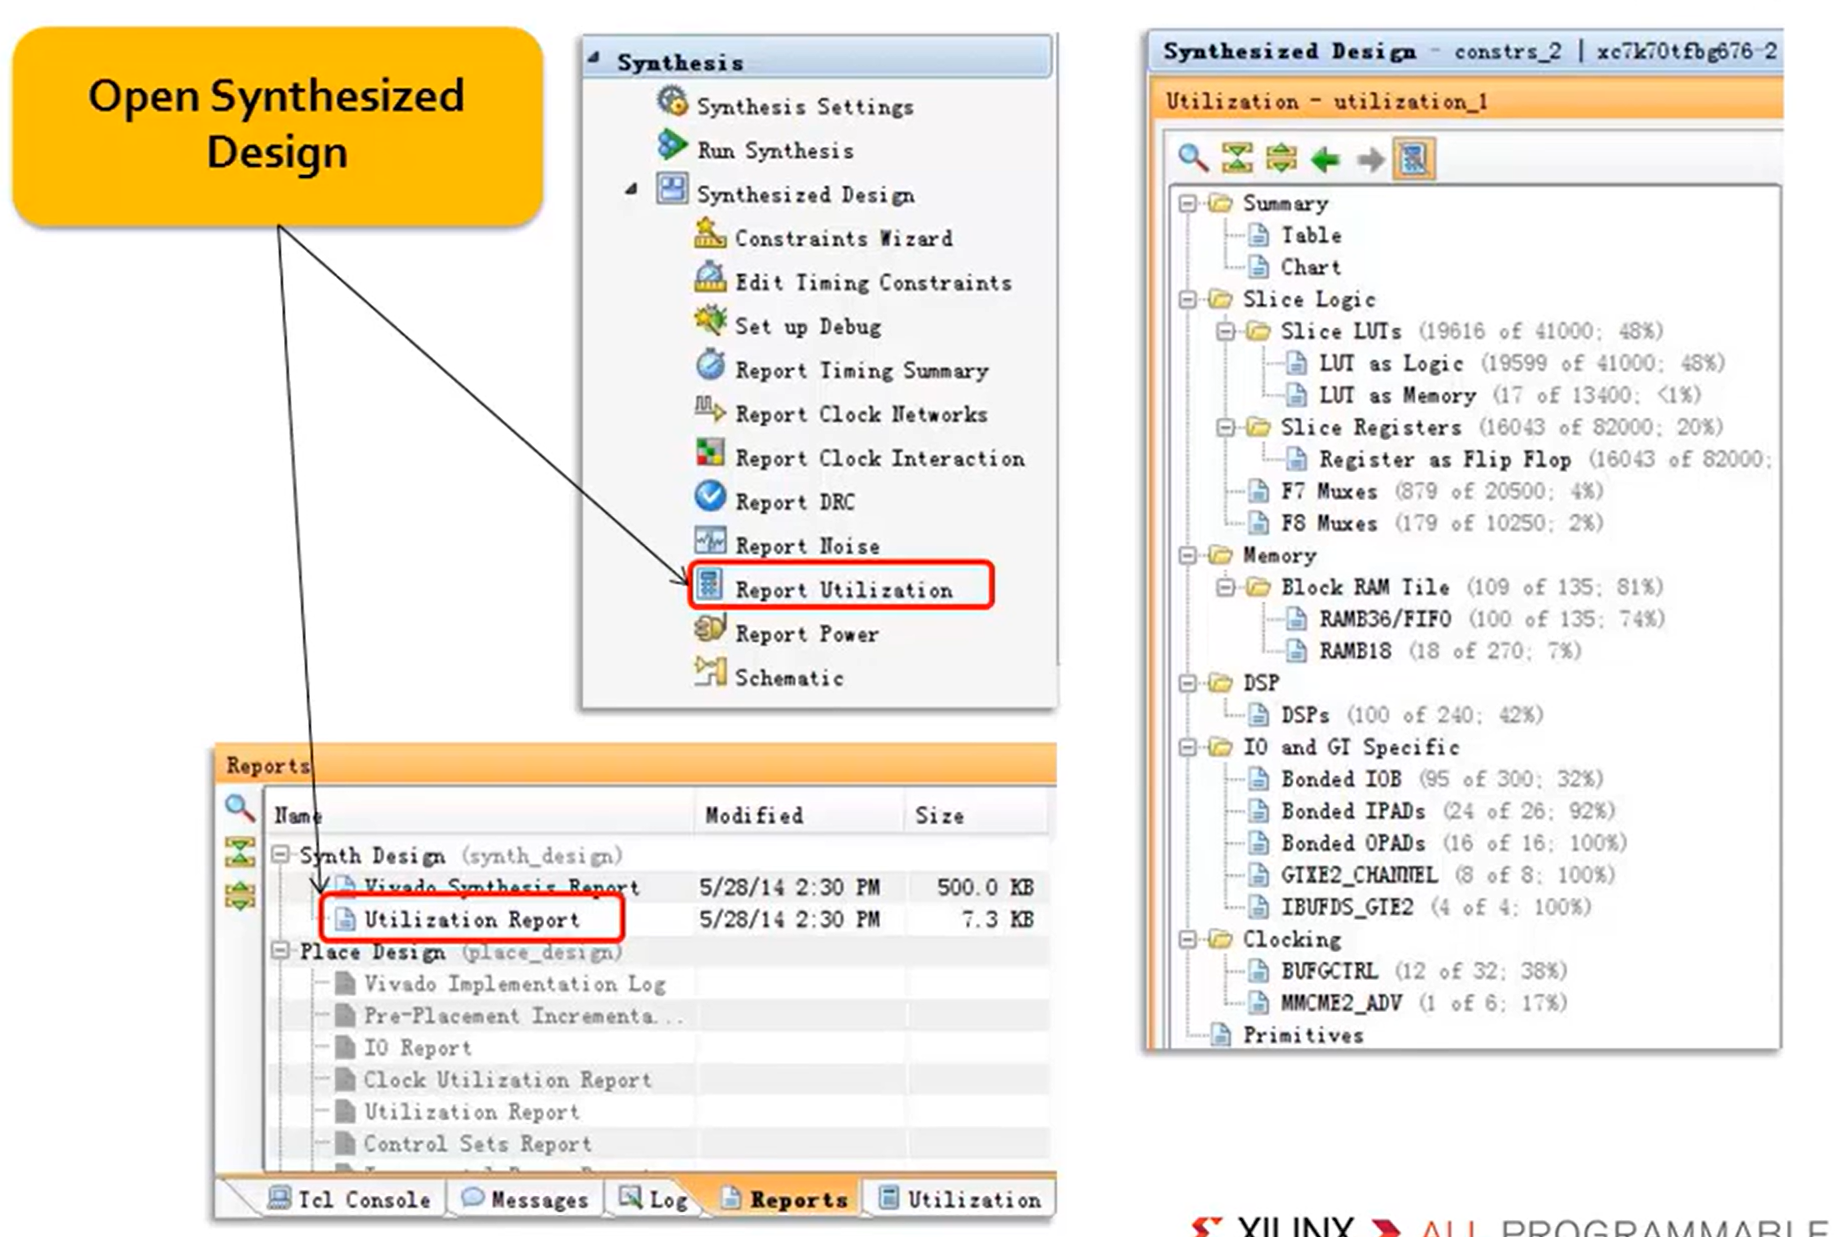 Open Synthesized
Design
Synthesis
Synthesis Settings
Run Synthesis
Synthesized Design
Constraints Wizard
Edit Timing Constraints
Set up Debug
Report Timing Summary
Report Clock Networks
Report Clock Interaction
Report DRC
Report Noise
Report Utilization
Report Power
Schematic
Reports
Name Modified Size
Synth Design (synth_design)
Vivado Synthesis Report 5/28/14 2:30 PM 500.0 KB
Utilization Report 5/28/14 2:30 PM 7.3 KB
Place Design (place_design)
Vivado Implementation Log
Pre-Placement Incrementa...
IO Report
Clock Utilization Report
Utilization Report
Control Sets Report
Tcl Console Messages Log Reports Utilization
Synthesized Design - constrs_2 | xc7k70tfbg676-2
Utilization - utilization_1
Summary
Table
Chart
Slice Logic
Slice LUTs (19616 of 41000; 48%)
LUT as Logic (19599 of 41000; 48%)
LUT as Memory (17 of 13400; <1%)
Slice Registers (16043 of 82000; 20%)
Register as Flip Flop (16043 of 82000;
F7 Muxes (879 of 20500; 4%)
F8 Muxes (179 of 10250; 2%)
Memory
Block RAM Tile (109 of 135; 81%)
RAMB36/FIFO (100 of 135; 74%)
RAMB18 (18 of 270; 7%)
DSP
DSPs (100 of 240; 42%)
IO and GT Specific
Bonded IOB (95 of 300; 32%)
Bonded IPADs (24 of 26; 92%)
Bonded OPADs (16 of 16; 100%)
GTXE2_CHANNEL (8 of 8; 100%)
IBUFDS_GTE2 (4 of 4; 100%)
Clocking
BUFGCTRL (12 of 32; 38%)
MMCME2_ADV (1 of 6; 17%)
Primitives
XILINX ALL PROGRAMMABLE